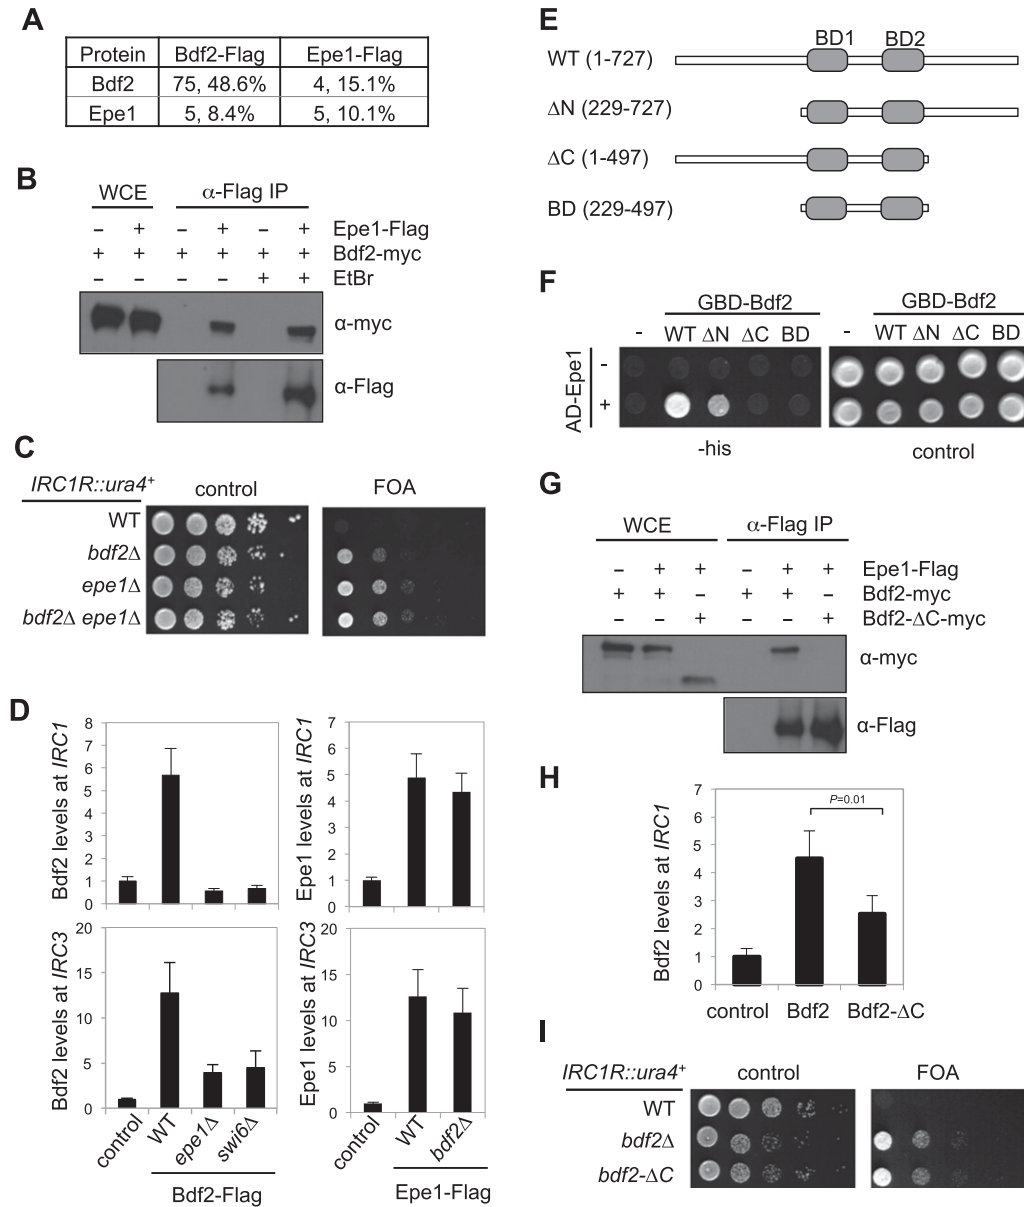 A
Protein Bdf2-Flag Epe1-Flag
Bdf2 75, 48.6% 4, 15.1%
Epe1 5, 8.4% 5, 10.1%
B
WCE α-Flag IP
– + – + – + Epe1-Flag
+ + + + + + Bdf2-myc
– – – – + + EtBr
α-myc
α-Flag
C
IRC1R::ura4+ control FOA
WT
bdf2Δ
epe1Δ
bdf2Δ epe1Δ
D
Bdf2 levels at IRC1
8
7
6
5
4
3
2
1
0
Epe1 levels at IRC1
7
6
5
4
3
2
1
0
Bdf2 levels at IRC3
20
15
10
5
0
control WT epe1Δ swi6Δ
Bdf2-Flag
Epe1 levels at IRC3
20
15
10
5
0
control WT bdf2Δ
Epe1-Flag
E
BD1 BD2
WT (1-727)
ΔN (229-727)
ΔC (1-497)
BD (229-497)
F
GBD-Bdf2 GBD-Bdf2
- WT ΔN ΔC BD - WT ΔN ΔC BD
AD-Epe1
-
+
-his control
G
WCE α-Flag IP
– + + – + + Epe1-Flag
+ + – + + – Bdf2-myc
– – + – – + Bdf2-ΔC-myc
α-myc
α-Flag
H
Bdf2 levels at IRC1
7
6
5
4
3
2
1
0
P=0.01
control Bdf2 Bdf2-ΔC
I
IRC1R::ura4+ control FOA
WT
bdf2Δ
bdf2-ΔC